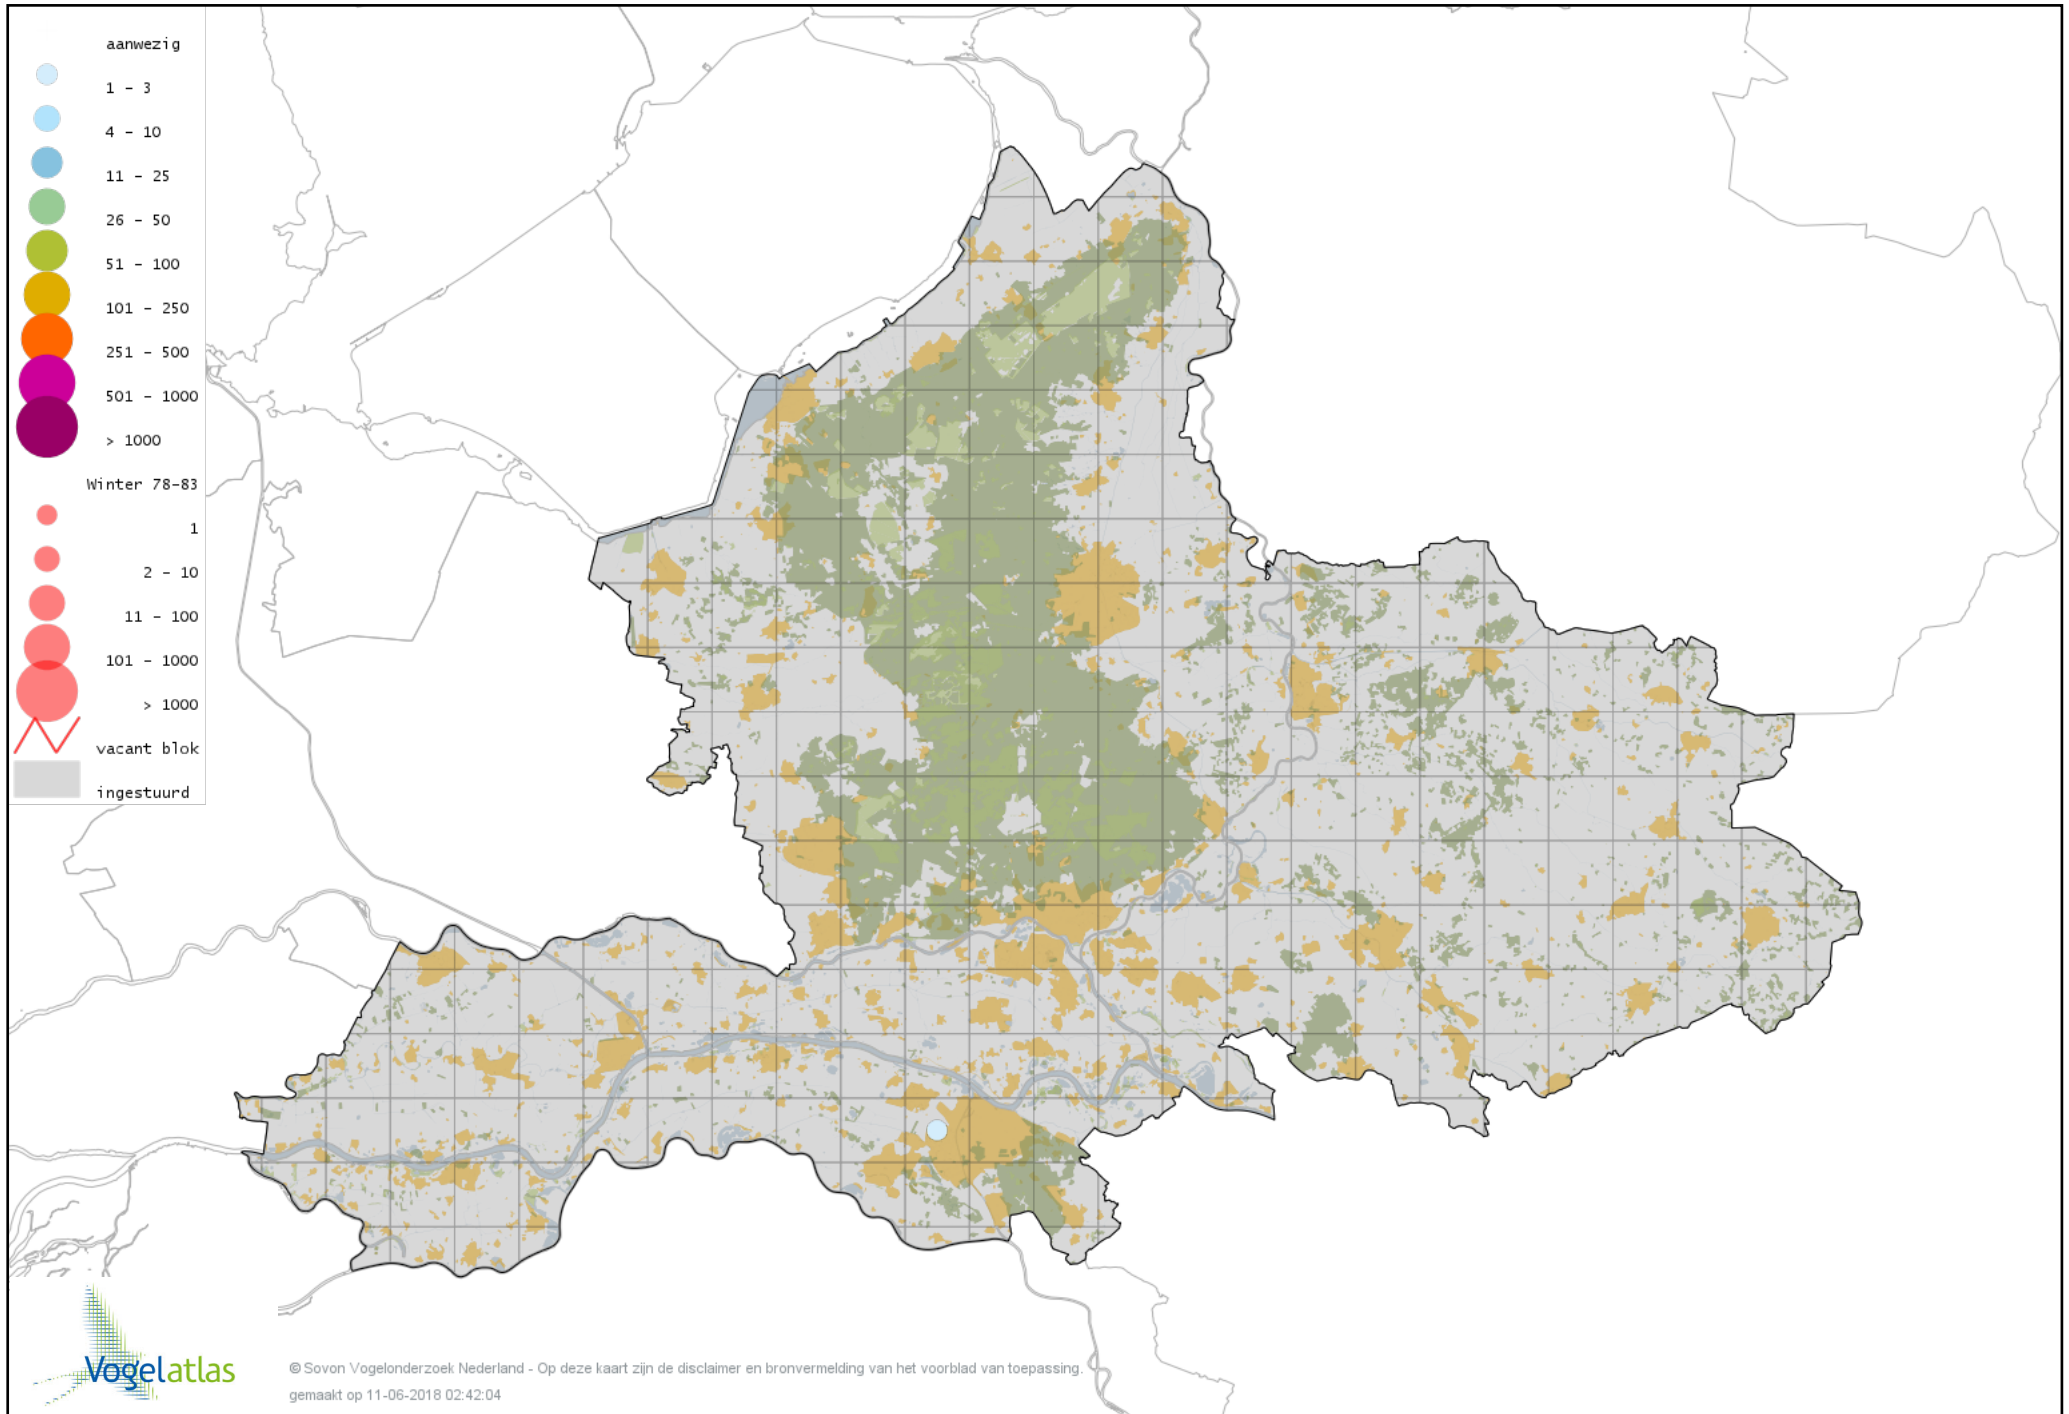 aanwezig
1 - 3
4 - 10
11 - 25
26 - 50
51 - 100
101 - 250
251 - 500
501 - 1000
> 1000
Winter 78-83
1
2 - 10
11 - 100
101 - 1000
> 1000
vacant blok
ingestuurd
Vogelatlas
© Sovon Vogelonderzoek Nederland - Op deze kaart zijn de disclaimer en bronvermelding van het voorblad van toepassing.
gemaakt op 11-06-2018 02:42:04